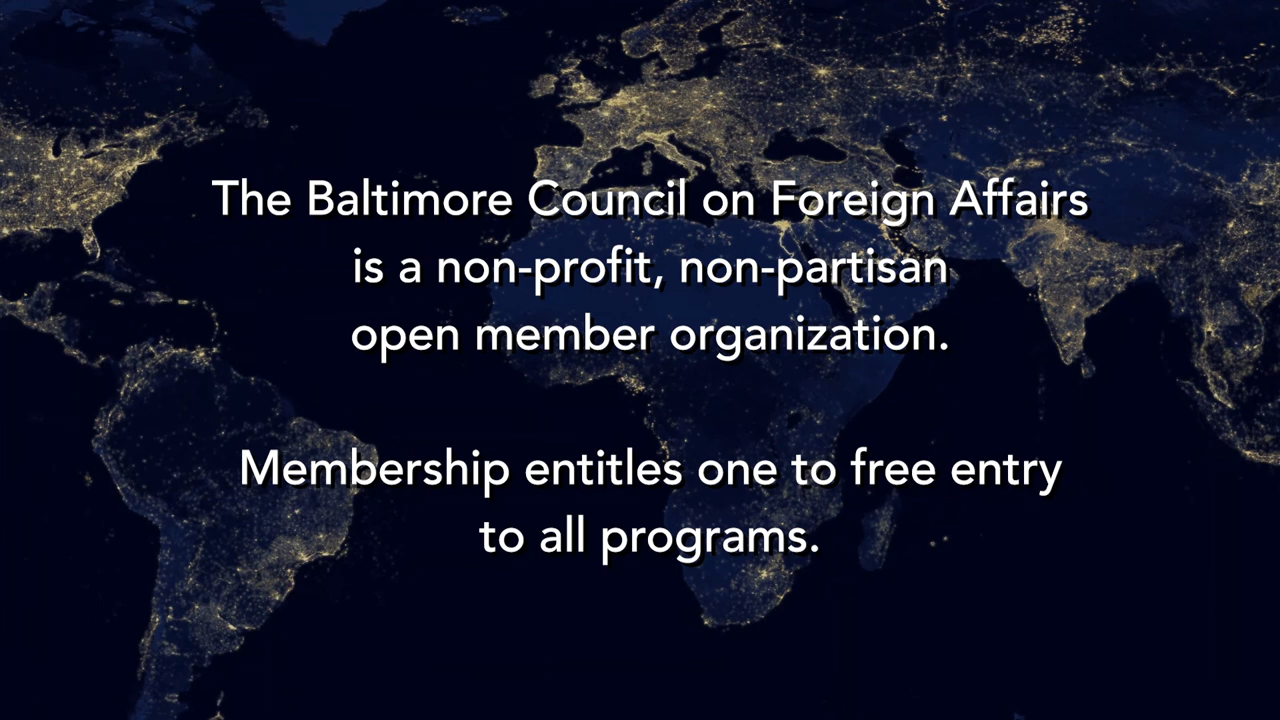 The Baltimore Council on Foreign Affairs
is a non-profit, non-partisan
open member organization.
Membership entitles one to free entry
to all programs.